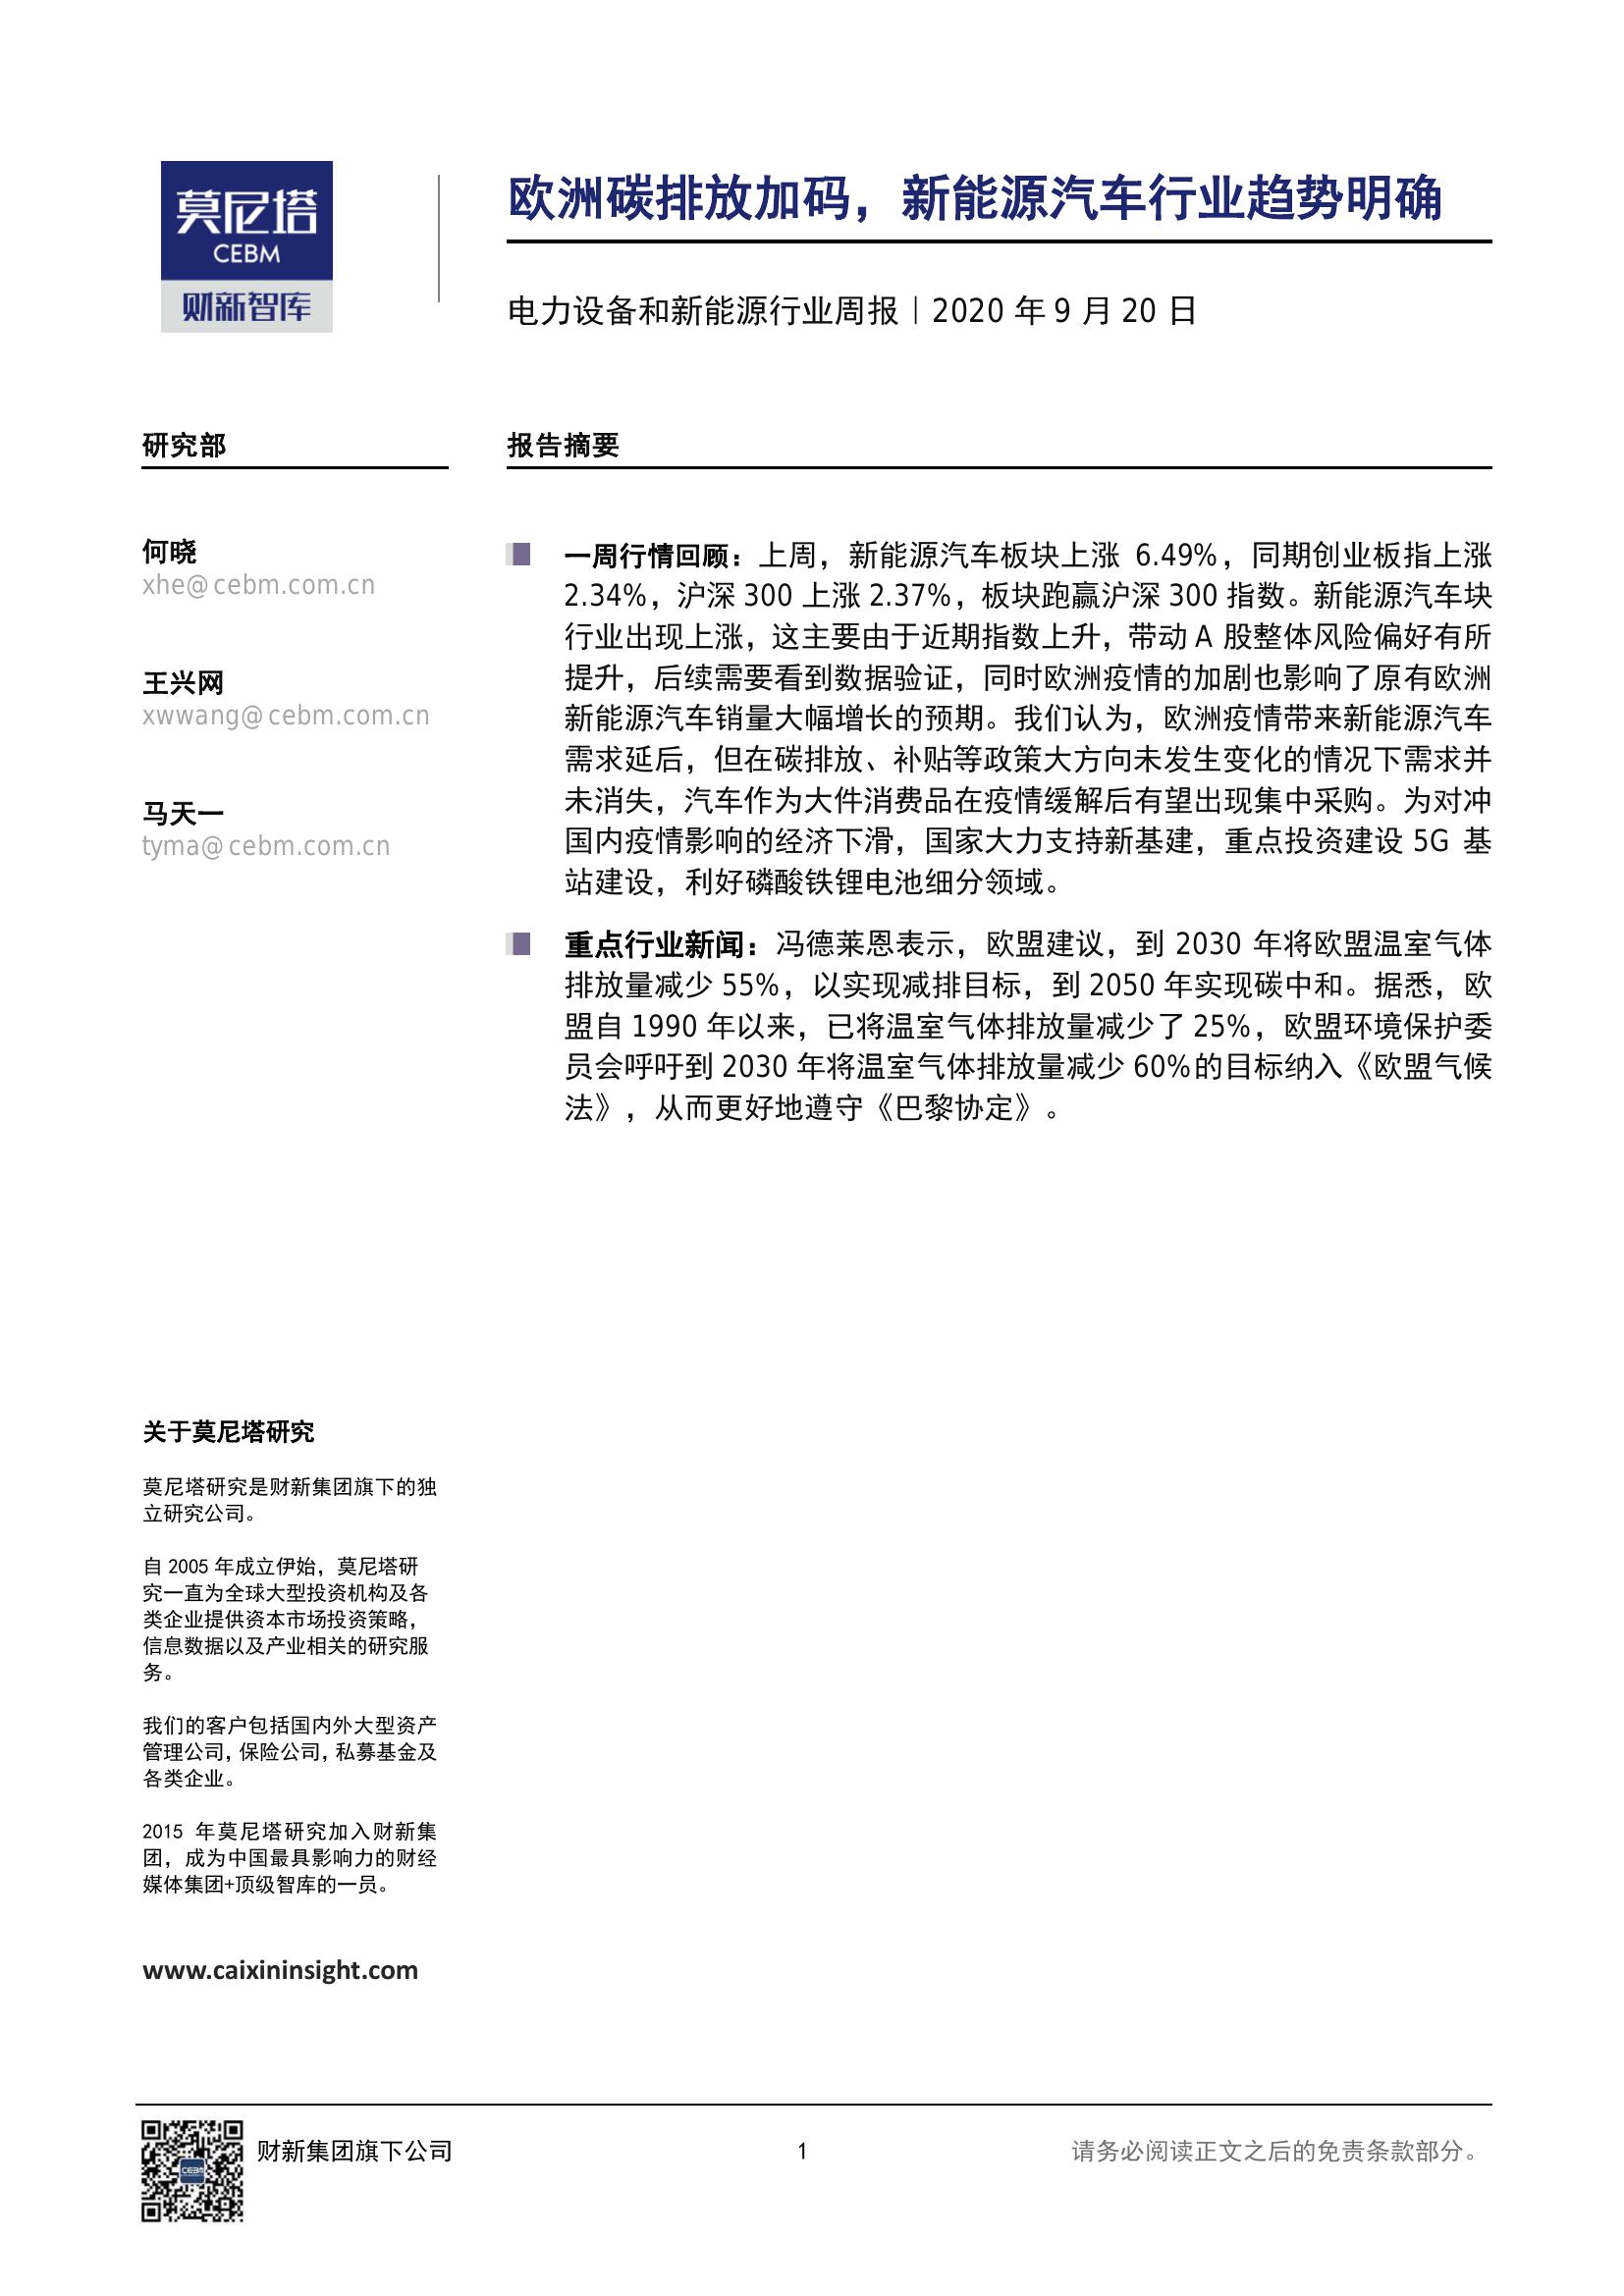 莫尼塔
CEBM
财新智库
欧洲碳排放加码，新能源汽车行业趋势明确
电力设备和新能源行业周报｜2020 年 9 月 20 日
研究部
何晓
xhe@cebm.com.cn
王兴网
xwwang@cebm.com.cn
马天一
tyma@cebm.com.cn
报告摘要
一周行情回顾：上周，新能源汽车板块上涨 6.49%，同期创业板指上涨
2.34%，沪深 300 上涨 2.37%，板块跑赢沪深 300 指数。新能源汽车块
行业出现上涨，这主要由于近期指数上升，带动 A 股整体风险偏好有所
提升，后续需要看到数据验证，同时欧洲疫情的加剧也影响了原有欧洲
新能源汽车销量大幅增长的预期。我们认为，欧洲疫情带来新能源汽车
需求延后，但在碳排放、补贴等政策大方向未发生变化的情况下需求并
未消失，汽车作为大件消费品在疫情缓解后有望出现集中采购。为对冲
国内疫情影响的经济下滑，国家大力支持新基建，重点投资建设 5G 基
站建设，利好磷酸铁锂电池细分领域。
重点行业新闻：冯德莱恩表示，欧盟建议，到 2030 年将欧盟温室气体
排放量减少 55%，以实现减排目标，到 2050 年实现碳中和。据悉，欧
盟自 1990 年以来，已将温室气体排放量减少了 25%，欧盟环境保护委
员会呼吁到 2030 年将温室气体排放量减少 60%的目标纳入《欧盟气候
法》，从而更好地遵守《巴黎协定》。
关于莫尼塔研究
莫尼塔研究是财新集团旗下的独
立研究公司。
自 2005 年成立伊始，莫尼塔研
究一直为全球大型投资机构及各
类企业提供资本市场投资策略，
信息数据以及产业相关的研究服
务。
我们的客户包括国内外大型资产
管理公司，保险公司，私募基金及
各类企业。
2015 年莫尼塔研究加入财新集
团，成为中国最具影响力的财经
媒体集团+顶级智库的一员。
www.caixininsight.com
CEBM
财新集团旗下公司
1
请务必阅读正文之后的免责条款部分。